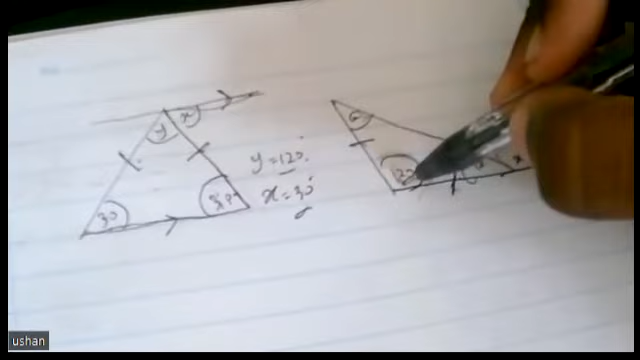 y x
30 30°
y = 120°
x = 30°
x
ushan